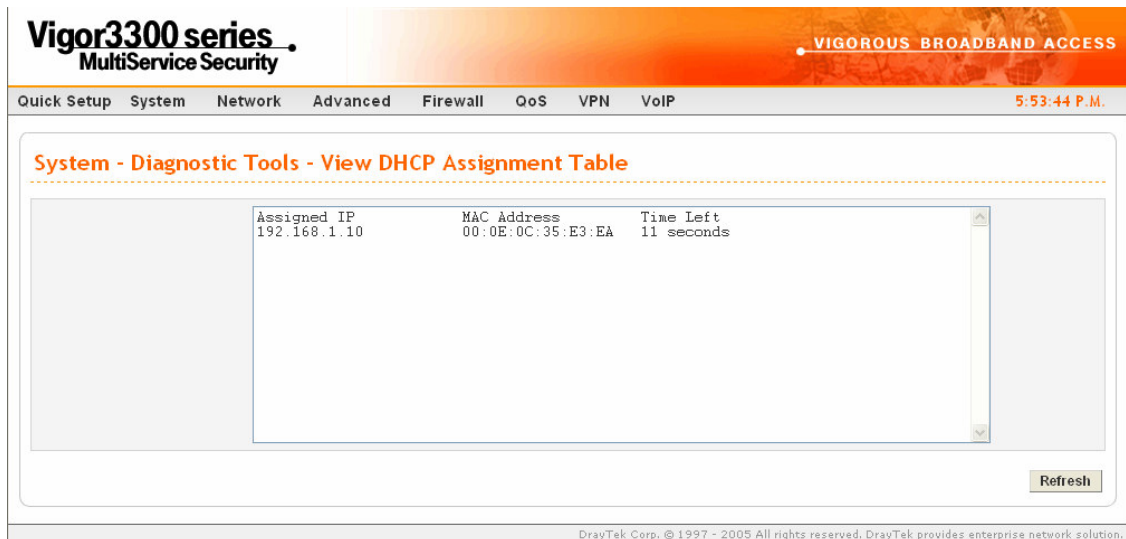 Vigor3300 series
MultiService Security
VIGOROUS BROADBAND ACCESS
Quick Setup System Network Advanced Firewall QoS VPN VoIP 5:53:44 P.M.
System - Diagnostic Tools - View DHCP Assignment Table
Assigned IP MAC Address Time Left
192.168.1.10 00:0E:0C:35:E3:EA 11 seconds
Refresh
DrayTek Corp. © 1997 - 2005 All rights reserved. DrayTek provides enterprise network solution.